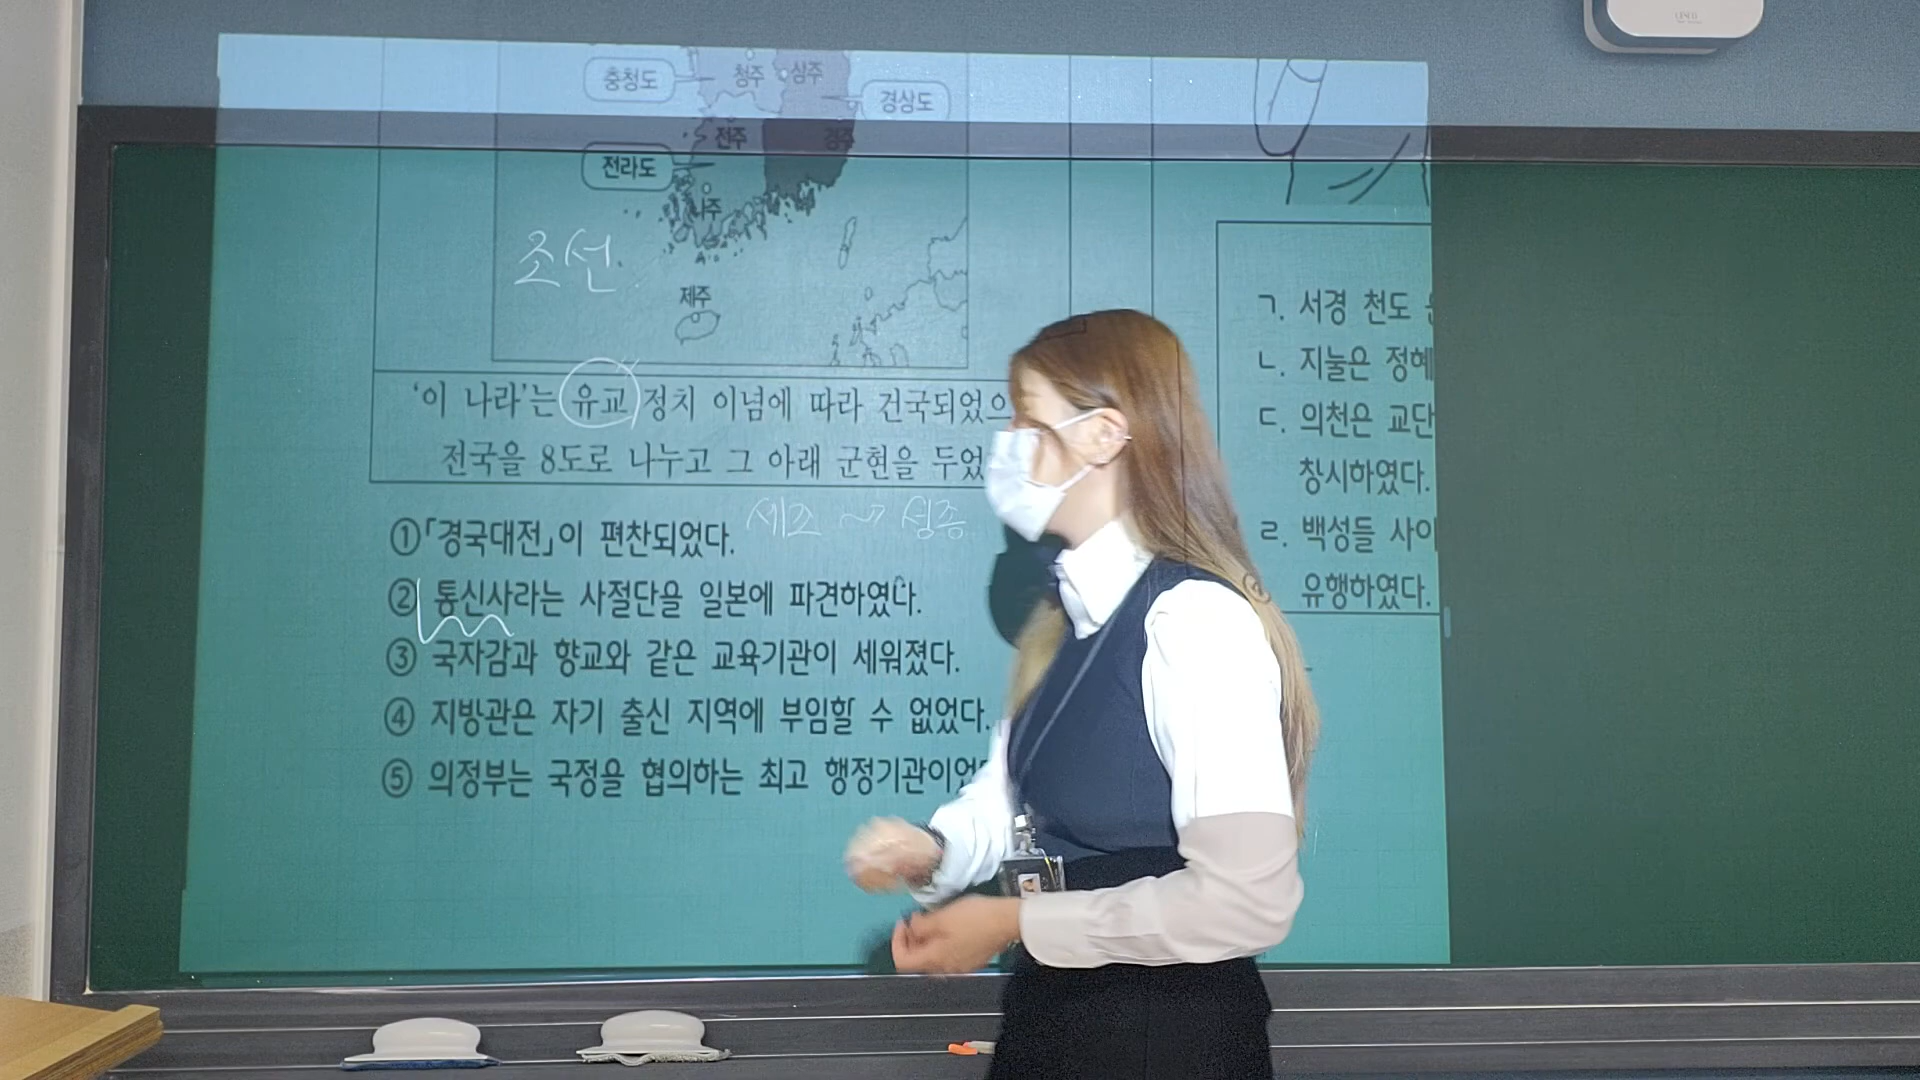 충청도
청주
상주
경상도
전주
경주
전라도
나주
조선
제주
'이 나라'는 유교 정치 이념에 따라 건국되었으
전국을 8도로 나누고 그 아래 군현을 두었
세조 ~> 성종
①「경국대전」이 편찬되었다.
② 통신사라는 사절단을 일본에 파견하였다.
③ 국자감과 향교와 같은 교육기관이 세워졌다.
④ 지방관은 자기 출신 지역에 부임할 수 없었다.
⑤ 의정부는 국정을 협의하는 최고 행정기관이었
ㄱ. 서경 천도
ㄴ. 지눌은 정혜
ㄷ. 의천은 교단
창시하였다.
ㄹ. 백성들 사이
유행하였다.